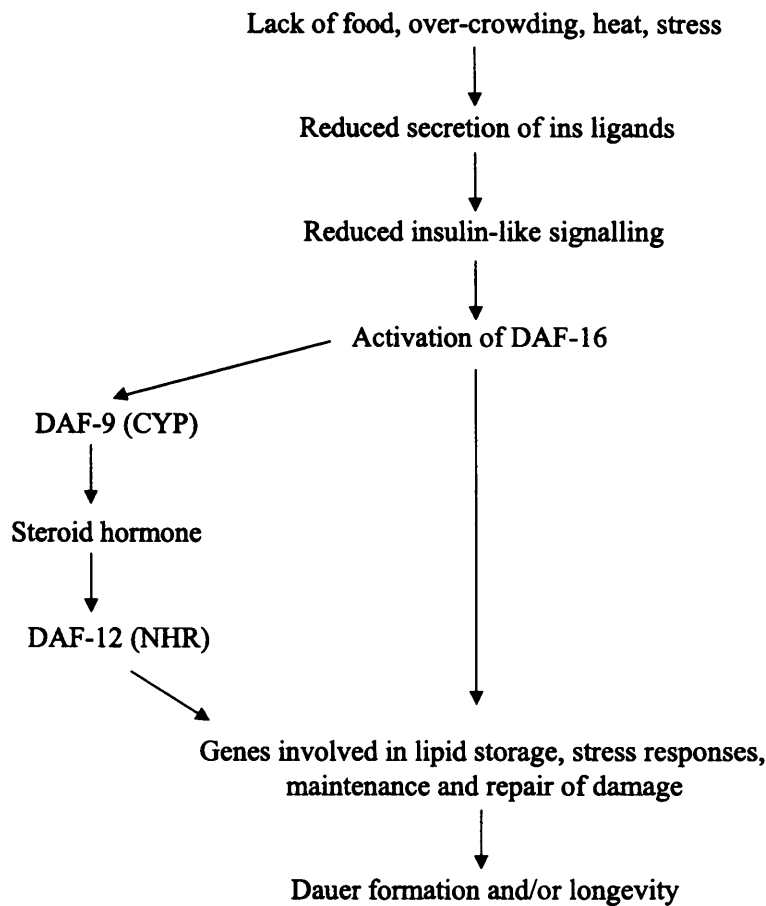 Lack of food, over-crowding, heat, stress
Reduced secretion of ins ligands
Reduced insulin-like signalling
Activation of DAF-16
DAF-9 (CYP)
Steroid hormone
DAF-12 (NHR)
Genes involved in lipid storage, stress responses,
maintenance and repair of damage
Dauer formation and/or longevity